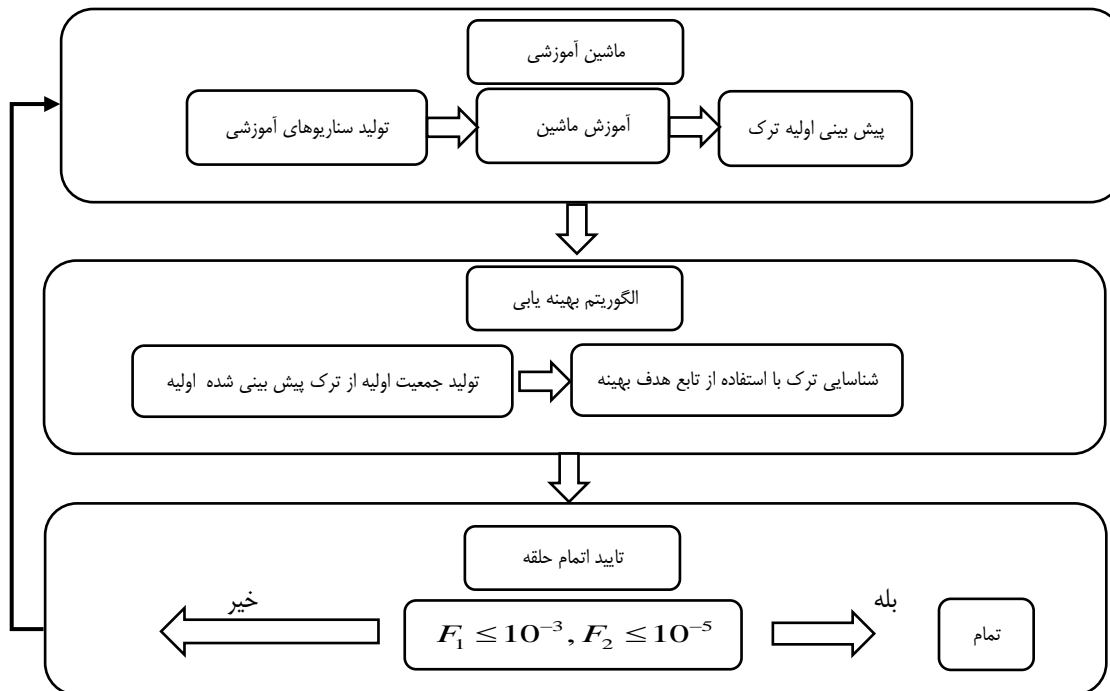 ماشین آموزشی
تولید سناریوهای آموزشی
آموزش ماشین
پیش بینی اولیه ترک
الگوریتم بهینه یابی
تولید جمعیت اولیه از ترک پیش بینی شده اولیه
شناسایی ترک با استفاده از تابع هدف بهینه
تایید اتمام حلقه
خیر
F₁ ≤ 10⁻³, F₂ ≤ 10⁻⁵
بله
تمام